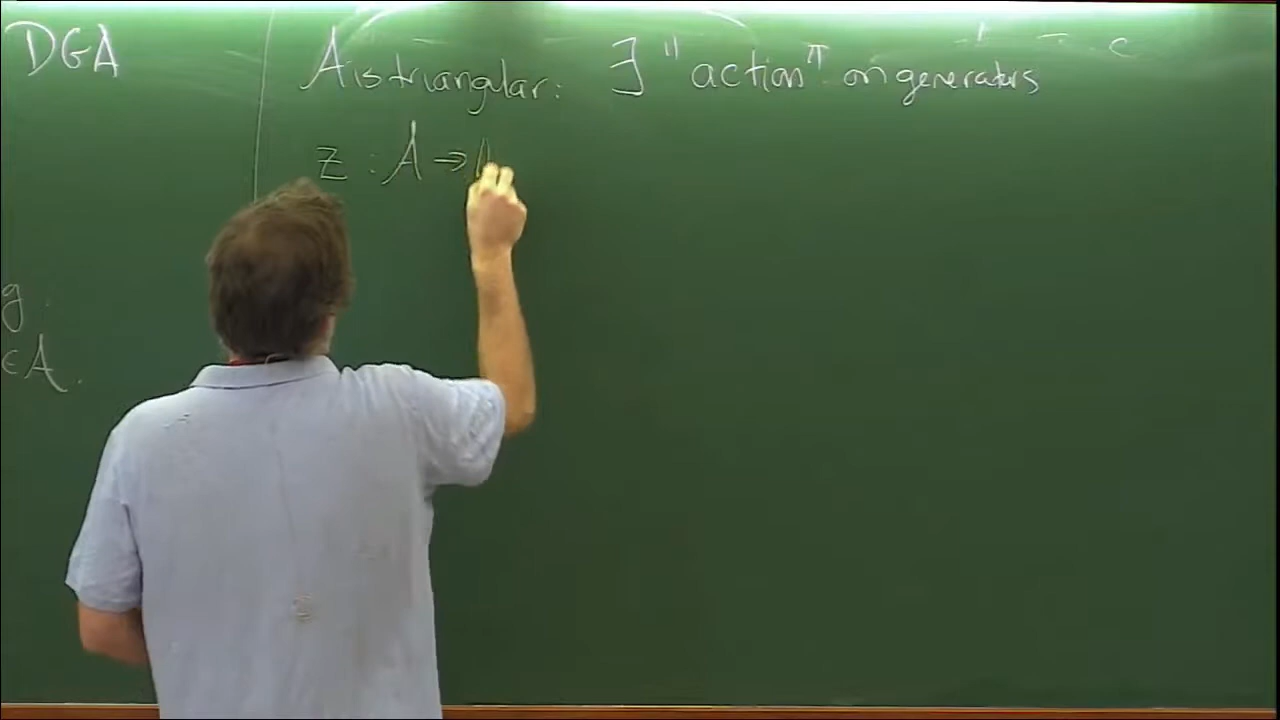 DGA
A is triangular: ∃ "action" on generators
z : A →
g.
∈ A.